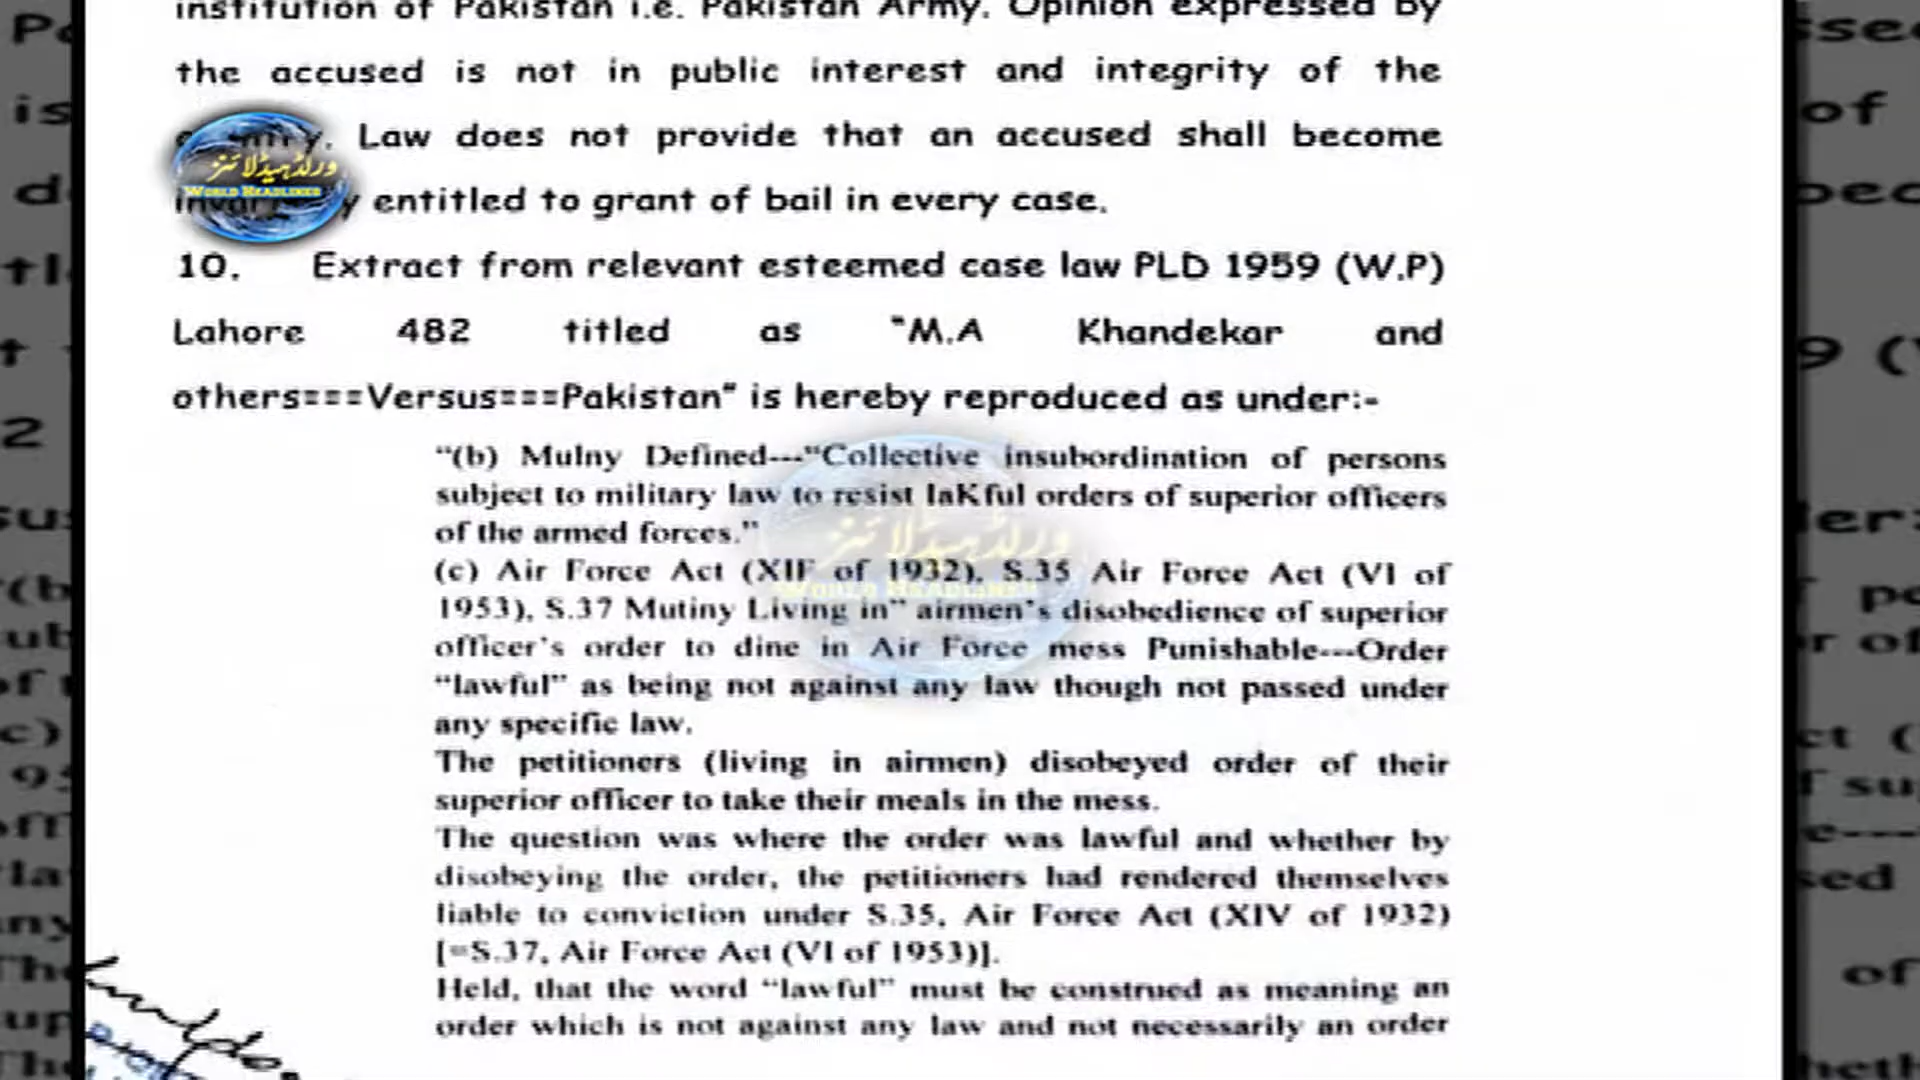 institution of Pakistan i.e. Pakistan Army. Opinion expressed by
the accused is not in public interest and integrity of the
Law does not provide that an accused shall become
entitled to grant of bail in every case.
10. Extract from relevant esteemed case law PLD 1959 (W.P)
Lahore 482 titled as "M.A Khandekar and
others===Versus===Pakistan" is hereby reproduced as under:-
"(b) Mulny Defined---"Collective insubordination of persons
subject to military law to resist laKful orders of superior officers
of the armed forces."
(c) Air Force Act (XIF of 1932), S.35 Air Force Act (VI of
1953), S.37 Mutiny Living in" airmen's disobedience of superior
officer's order to dine in Air Force mess Punishable---Order
"lawful" as being not against any law though not passed under
any specific law.
The petitioners (living in airmen) disobeyed order of their
superior officer to take their meals in the mess.
The question was where the order was lawful and whether by
disobeying the order, the petitioners had rendered themselves
liable to conviction under S.35, Air Force Act (XIV of 1932)
[=S.37, Air Force Act (VI of 1953)].
Held, that the word "lawful" must be construed as meaning an
order which is not against any law and not necessarily an order
ورلڈ ہیڈ لائنز
WORLD HEADLINES
ورلڈ ہیڈ لائنز
WORLD HEADLINES